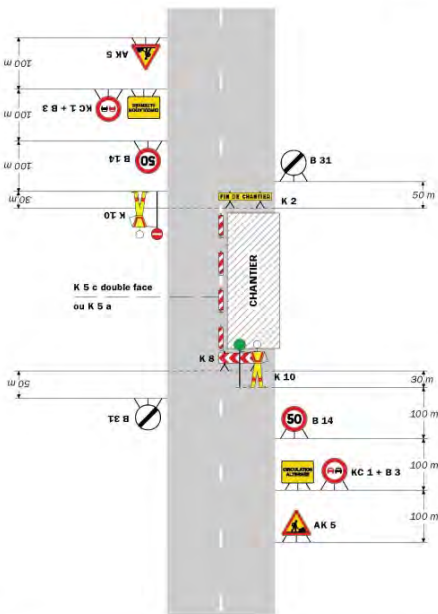 100 m
AK 5
100 m
KC 1 + B 3
CIRCULATION
ALTERNÉE
100 m
B 14
50
30 m
K 10
B 31
50 m
FIN DE CHANTIER
K 2
K 5 c double face
ou K 5 a
CHANTIER
K 8
K 10
30 m
50 m
B 31
50
B 14
100 m
CIRCULATION
ALTERNÉE
KC 1 + B 3
100 m
AK 5
100 m